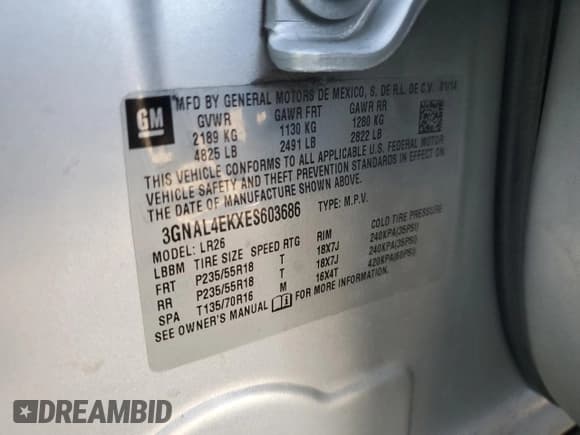 GM
MFD BY GENERAL MOTORS DE MEXICO, S. DE R.L. DE C.V. 01/14
GVWR GAWR FRT GAWR RR
2189 KG 1130 KG 1280 KG
4825 LB 2491 LB 2822 LB
THIS VEHICLE CONFORMS TO ALL APPLICABLE U.S. FEDERAL MOTOR
VEHICLE SAFETY AND THEFT PREVENTION STANDARDS IN EFFECT ON
THE DATE OF MANUFACTURE SHOWN ABOVE.
3GNAL4EKXES603686 TYPE: M.P.V.
MODEL: LR26
LBBM TIRE SIZE SPEED RTG RIM COLD TIRE PRESSURE
FRT P235/55R18 T 18X7J 240KPA(35PSI)
RR P235/55R18 T 18X7J 240KPA(35PSI)
SPA T135/70R16 M 16X4T 420KPA(60PSI)
SEE OWNER'S MANUAL FOR MORE INFORMATION.
DREAMBID